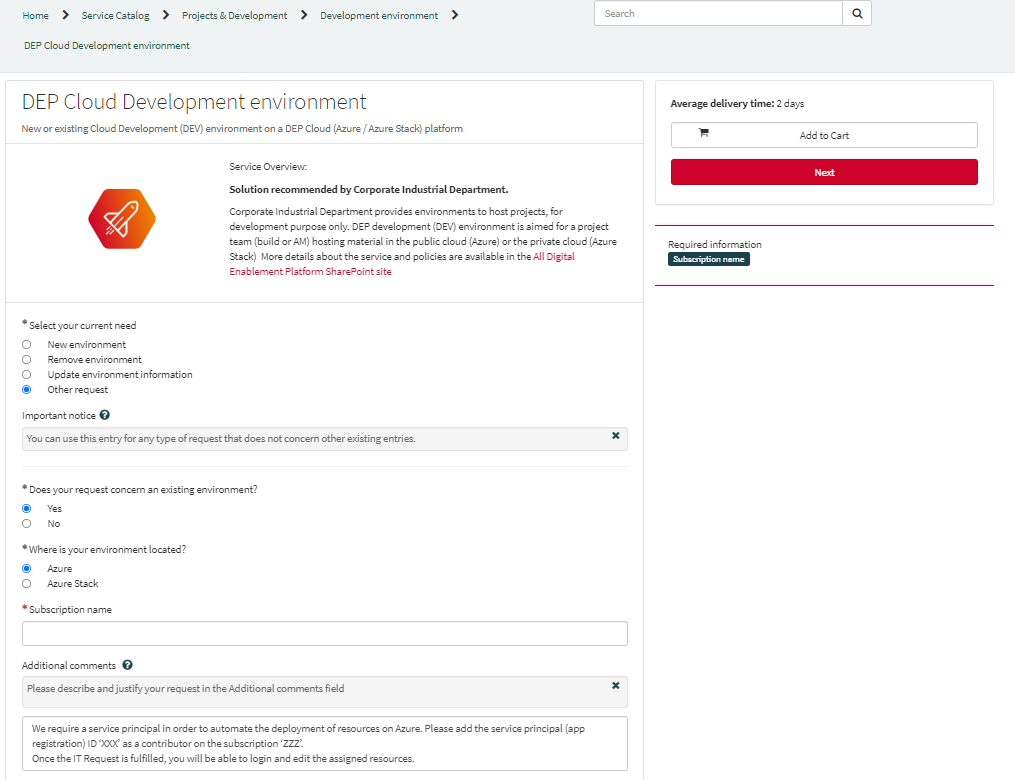 Home > Service Catalog > Projects & Development > Development environment >
Search
DEP Cloud Development environment
DEP Cloud Development environment
New or existing Cloud Development (DEV) environment on a DEP Cloud (Azure / Azure Stack) platform
Service Overview:
Solution recommended by Corporate Industrial Department.
Corporate Industrial Department provides environments to host projects, for
development purpose only. DEP development (DEV) environment is aimed for a project
team (build or AM) hosting material in the public cloud (Azure) or the private cloud (Azure
Stack) More details about the service and policies are available in the All Digital
Enablement Platform SharePoint site
* Select your current need
New environment
Remove environment
Update environment information
Other request
Important notice ?
You can use this entry for any type of request that does not concern other existing entries.
* Does your request concern an existing environment?
Yes
No
* Where is your environment located?
Azure
Azure Stack
* Subscription name
Additional comments ?
Please describe and justify your request in the Additional comments field
We require a service principal in order to automate the deployment of resources on Azure. Please add the service principal (app
registration) ID ‘XXX’ as a contributor on the subscription ‘ZZZ’.
Once the IT Request is fulfilled, you will be able to login and edit the assigned resources.
Average delivery time: 2 days
Add to Cart
Next
Required information
Subscription name